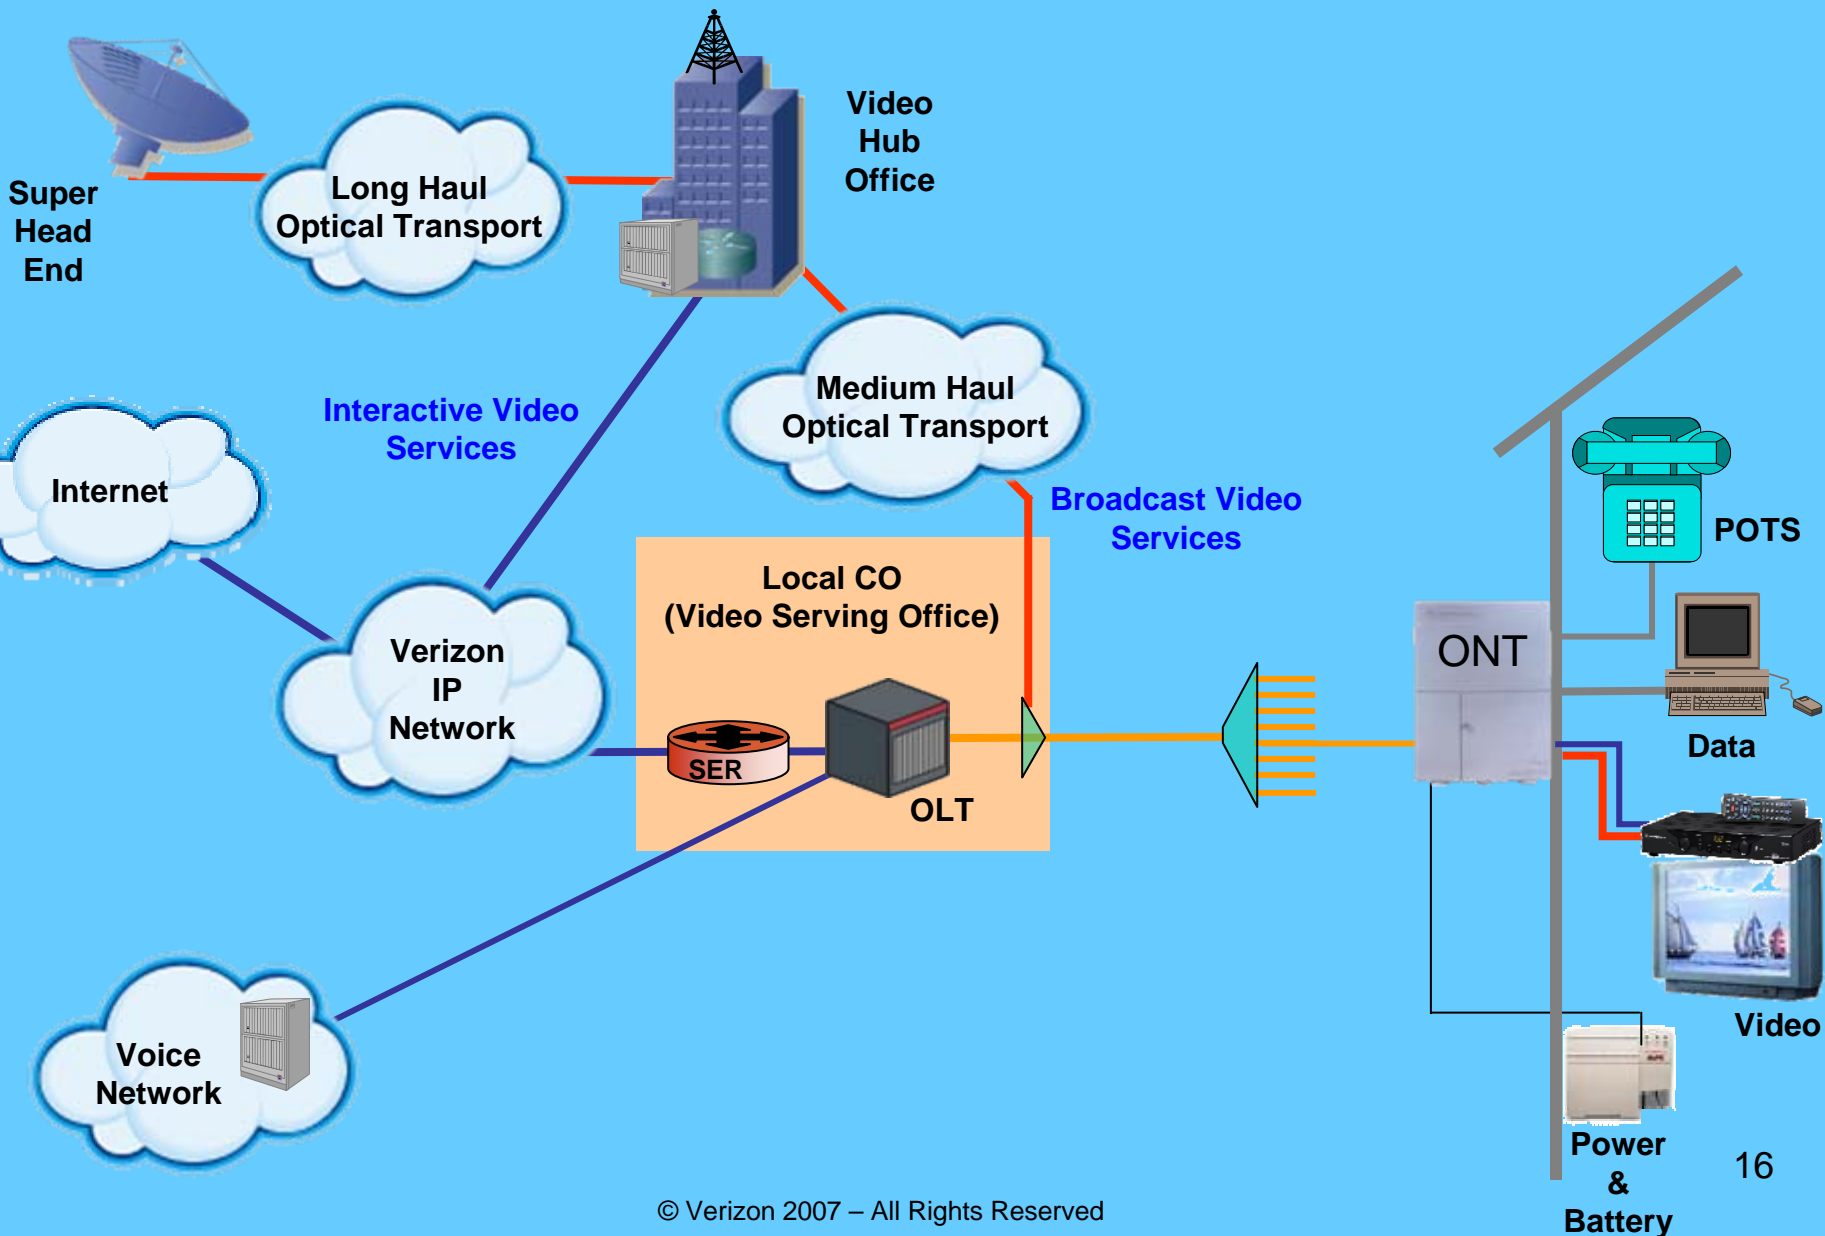 Super
Head
End
Long Haul
Optical Transport
Video
Hub
Office
Interactive Video
Services
Medium Haul
Optical Transport
Internet
Broadcast Video
Services
Verizon
IP
Network
Local CO
(Video Serving Office)
SER
OLT
ONT
POTS
Data
Video
Voice
Network
Power
&
Battery
16
© Verizon 2007 – All Rights Reserved